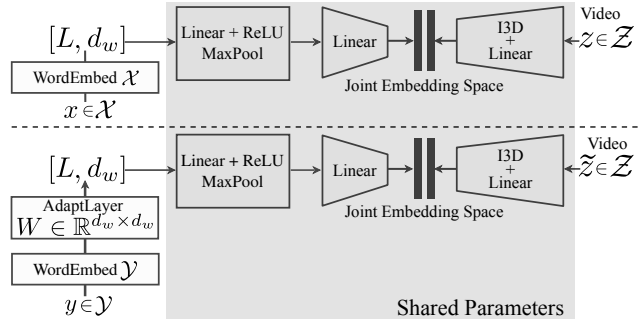 [L, d_w]
WordEmbed 𝒳
x ∈ 𝒳
Linear + ReLU
MaxPool
Linear
Joint Embedding Space
I3D
+
Linear
Video
z ∈ 𝒵
[L, d_w]
AdaptLayer
W ∈ ℝ^{d_w × d_w}
WordEmbed 𝒴
y ∈ 𝒴
Linear + ReLU
MaxPool
Linear
Joint Embedding Space
I3D
+
Linear
Video
z̃ ∈ 𝒵
Shared Parameters